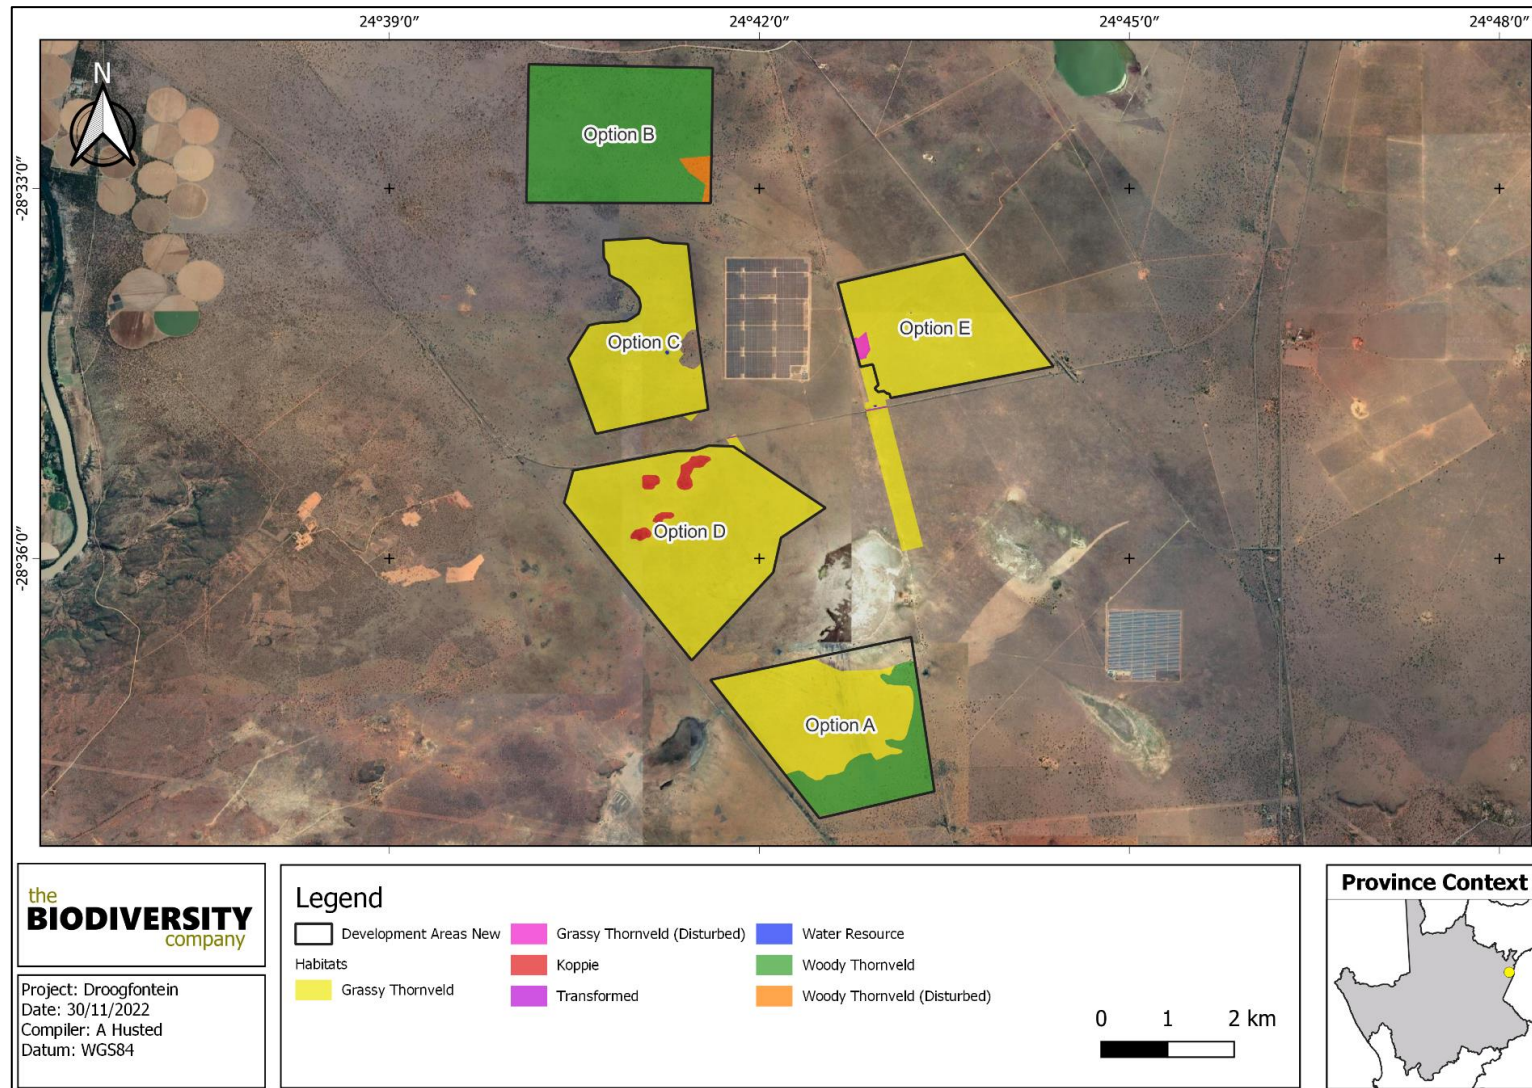 24°39′0″ 24°42′0″ 24°45′0″ 24°48′0″
N
Option B
-28°33′0″
Option E
Option C
Option D
-28°36′0″
Option A
the
BIODIVERSITY
company
Project: Droogfontein
Date: 30/11/2022
Compiler: A Husted
Datum: WGS84
Legend
Development Areas New
Habitats
Grassy Thornveld
Grassy Thornveld (Disturbed)
Koppie
Transformed
Water Resource
Woody Thornveld
Woody Thornveld (Disturbed)
0 1 2 km
Province Context